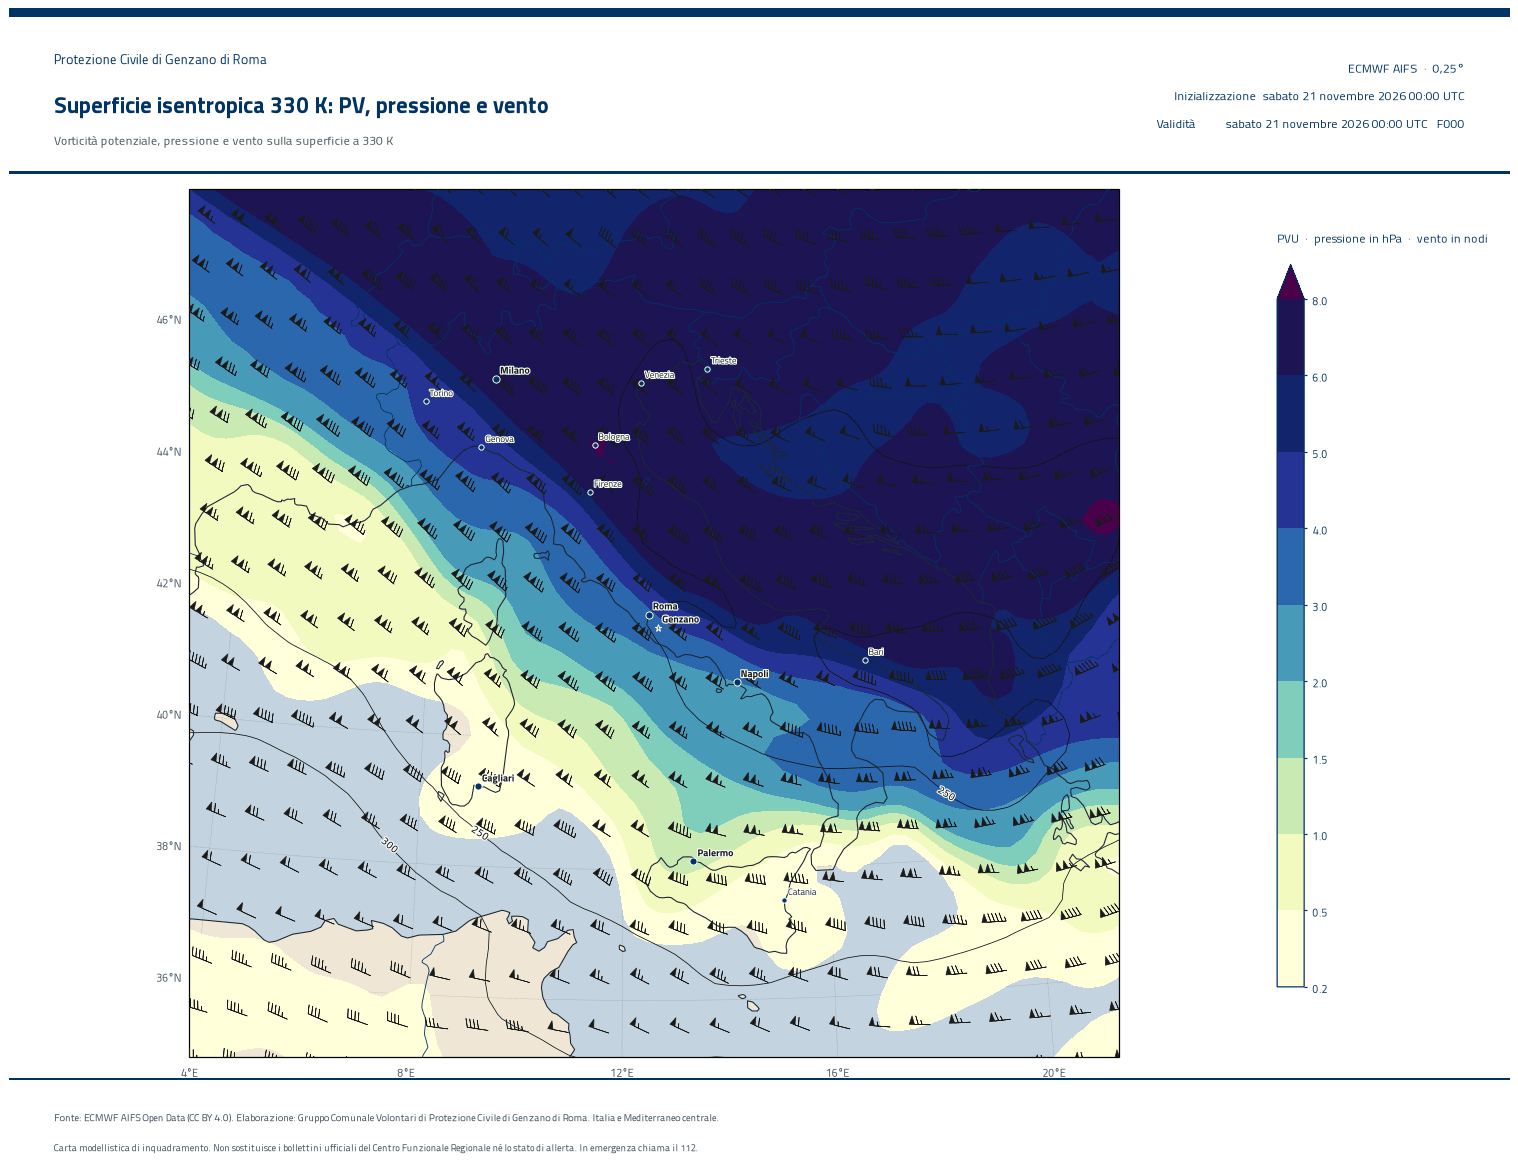 Protezione Civile di Genzano di Roma
Superficie isentropica 330 K: PV, pressione e vento
Vorticità potenziale, pressione e vento sulla superficie a 330 K
ECMWF AIFS · 0,25°
Inizializzazione sabato 21 novembre 2026 00:00 UTC
Validità sabato 21 novembre 2026 00:00 UTC F000
PVU · pressione in hPa · vento in nodi
8.0
6.0
5.0
4.0
3.0
2.0
1.5
1.0
0.5
0.2
46°N
44°N
42°N
40°N
38°N
36°N
4°E
8°E
12°E
16°E
20°E
Milano
Trieste
Venezia
Torino
Genova
Bologna
Firenze
Roma
Genzano
Bari
Napoli
Cagliari
Palermo
Catania
250
250
300
Fonte: ECMWF AIFS Open Data (CC BY 4.0). Elaborazione: Gruppo Comunale Volontari di Protezione Civile di Genzano di Roma. Italia e Mediterraneo centrale.
Carta modellistica di inquadramento. Non sostituisce i bollettini ufficiali del Centro Funzionale Regionale né lo stato di allerta. In emergenza chiama il 112.